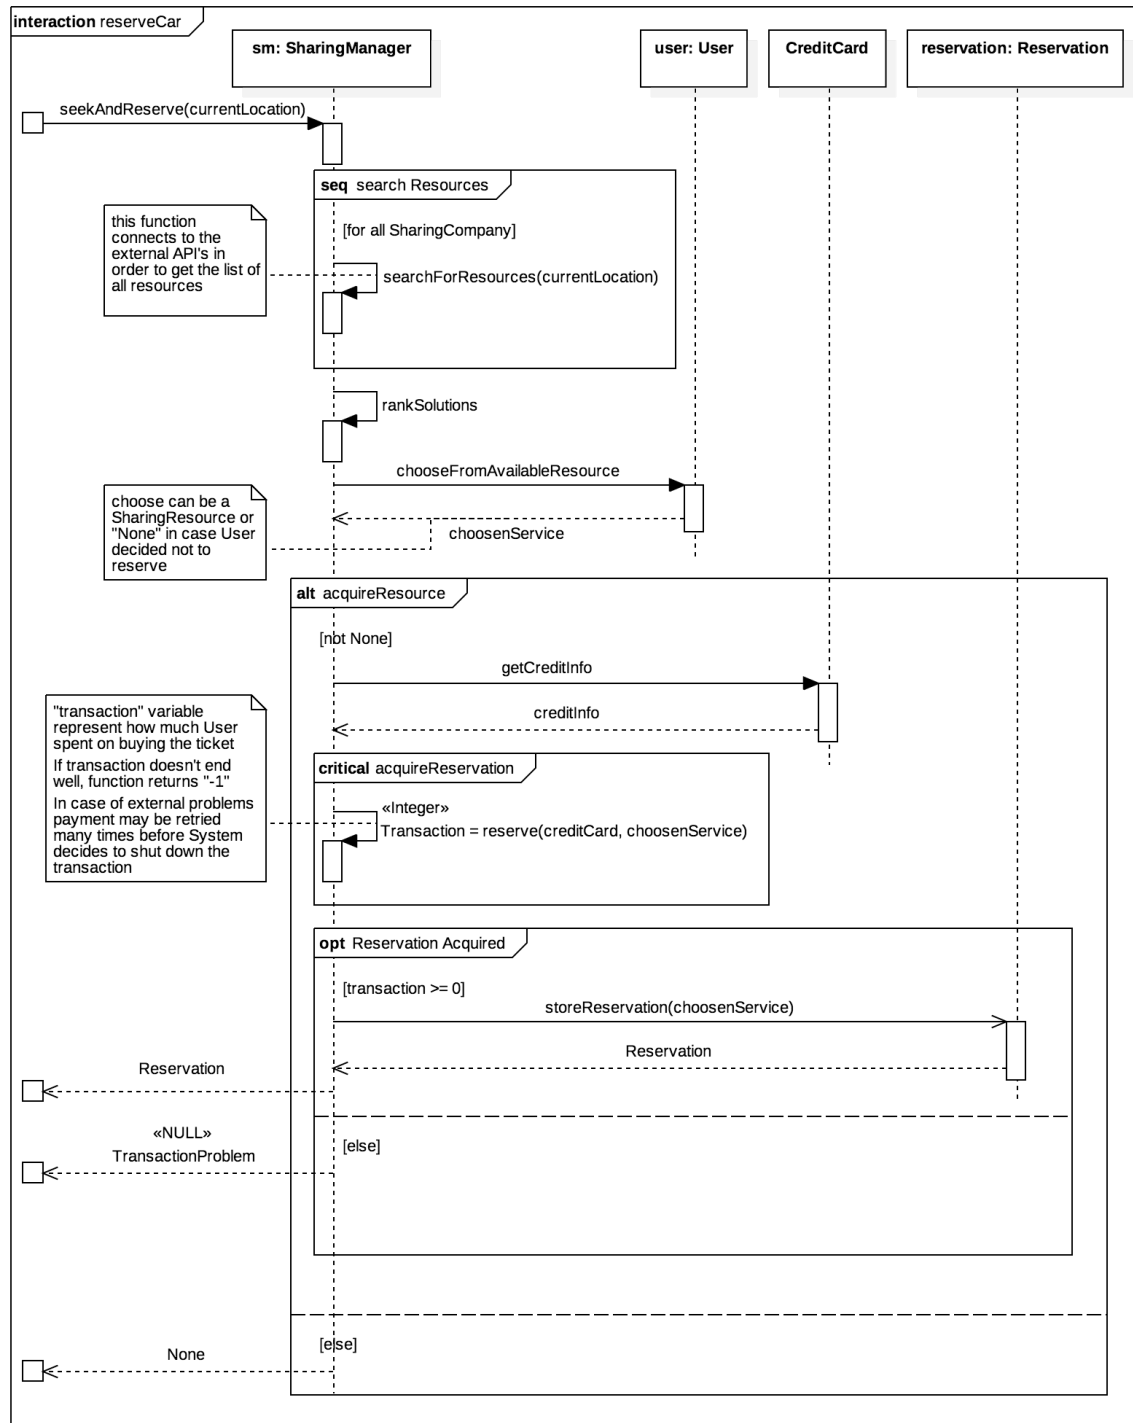 interaction reserveCar
sm: SharingManager
user: User
CreditCard
reservation: Reservation
seekAndReserve(currentLocation)
seq search Resources
this function
connects to the
external API's in
order to get the list of
all resources
[for all SharingCompany]
searchForResources(currentLocation)
rankSolutions
chooseFromAvailableResource
choose can be a
SharingResource or
"None" in case User
decided not to
reserve
choosenService
alt acquireResource
[not None]
getCreditInfo
creditInfo
"transaction" variable
represent how much User
spent on buying the ticket
If transaction doesn't end
well, function returns "-1"
In case of external problems
payment may be retried
many times before System
decides to shut down the
transaction
critical acquireReservation
«Integer»
Transaction = reserve(creditCard, choosenService)
opt Reservation Acquired
[transaction >= 0]
storeReservation(choosenService)
Reservation
Reservation
«NULL»
TransactionProblem
[else]
[else]
None